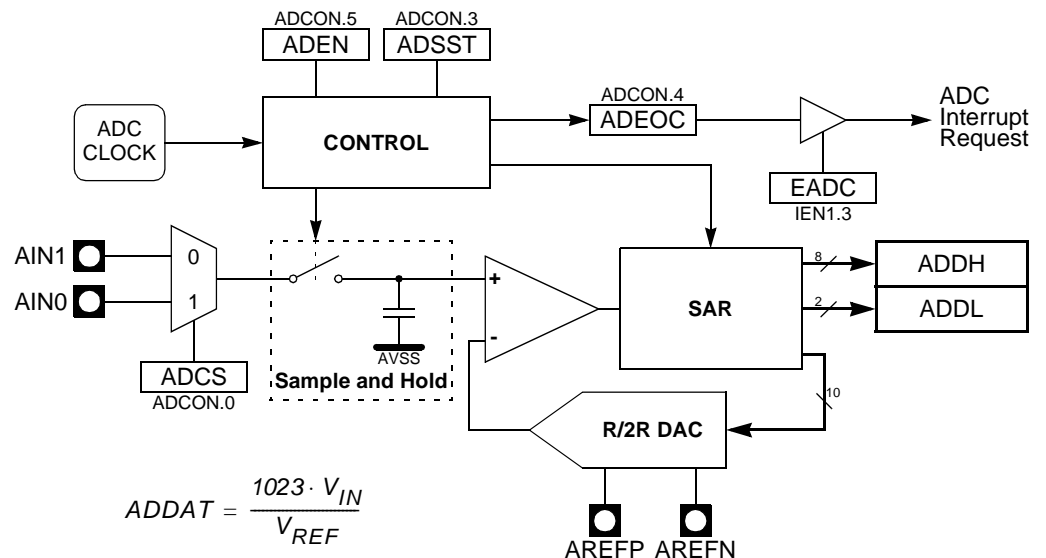 ADCON.5
ADEN
ADCON.3
ADSST
ADC
CLOCK
CONTROL
ADCON.4
ADEOC
ADC
Interrupt
Request
EADC
IEN1.3
AIN1
AIN0
0
1
ADCS
ADCON.0
AVSS
Sample and Hold
+
-
SAR
8
ADDH
2
ADDL
10
R/2R DAC
AREFP
AREFN
ADDAT = 1023 · VIN
VREF